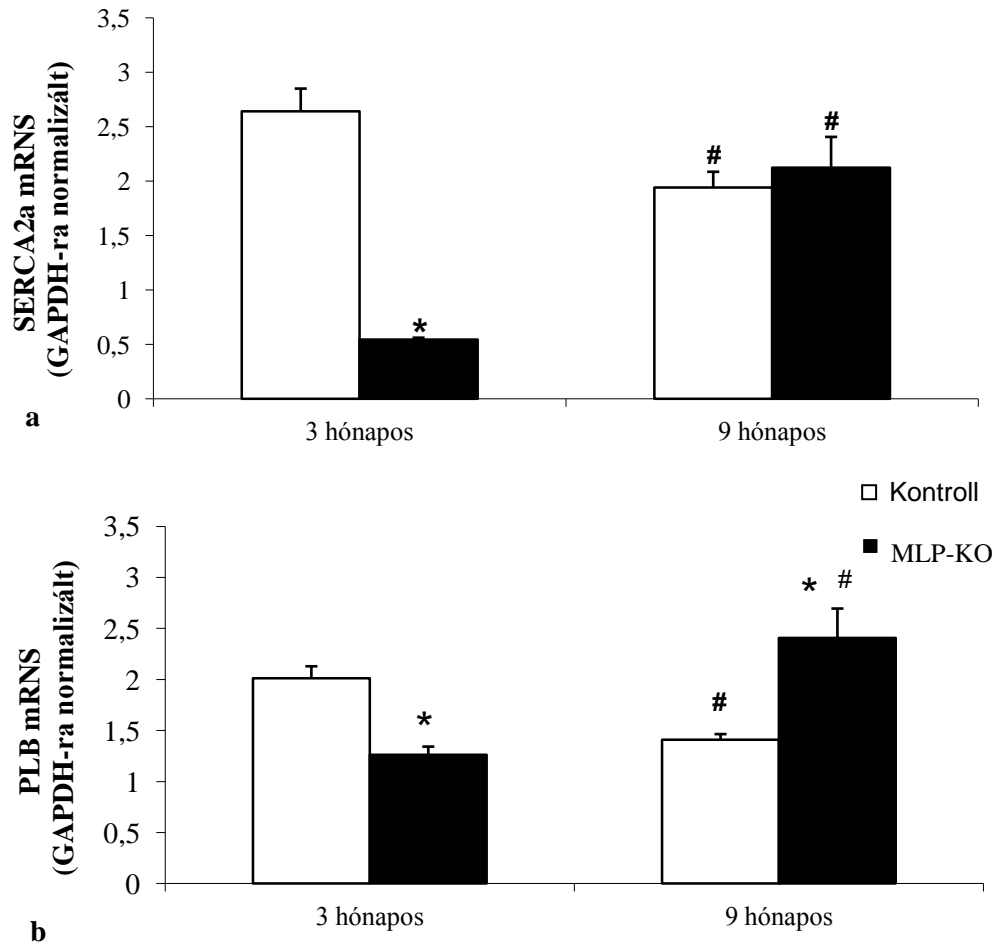 3,5
3
2,5
2
1,5
1
0,5
0
SERCA2a mRNS
(GAPDH-ra normalizált)
*
#
#
a
3 hónapos
9 hónapos
Kontroll
MLP-KO
3,5
3
2,5
2
1,5
1
0,5
0
PLB mRNS
(GAPDH-ra normalizált)
*
#
* #
b
3 hónapos
9 hónapos